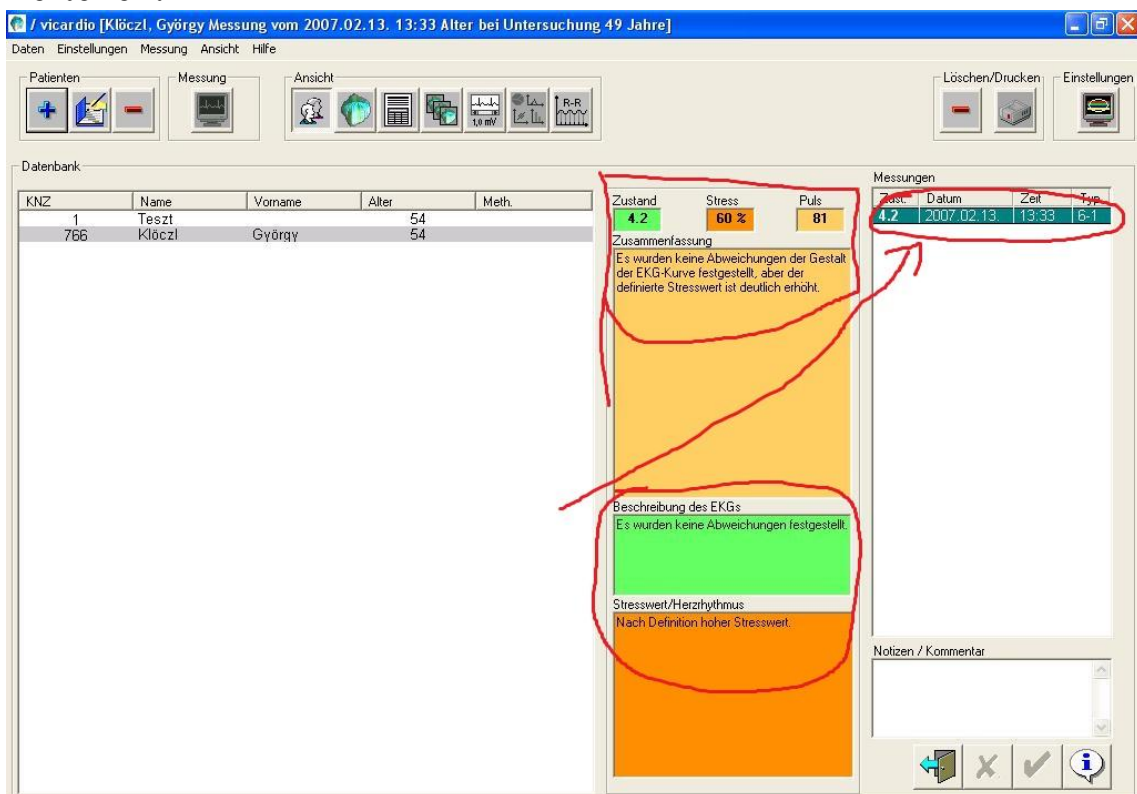 / vicardio [Klöczl, György Messung vom 2007.02.13. 13:33 Alter bei Untersuchung 49 Jahre]
Daten Einstellungen Messung Ansicht Hilfe
Patienten Messung Ansicht Löschen/Drucken Einstellungen
1,0 mV R-R
Datenbank
KNZ Name Vorname Alter Meth.
1 Teszt 54
766 Klöczl György 54
Zustand Stress Puls
4.2 60 % 81
Zusammenfassung
Es wurden keine Abweichungen der Gestalt
der EKG-Kurve festgestellt, aber der
definierte Stresswert ist deutlich erhöht.
Beschreibung des EKGs
Es wurden keine Abweichungen festgestellt.
Stresswert/Herzrhythmus
Nach Definition hoher Stresswert.
Messungen
Zust. Datum Zeit Typ
4.2 2007.02.13. 13:33 6-1
Notizen / Kommentar